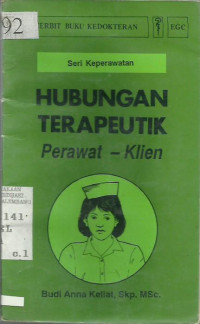 92
PENERBIT BUKU KEDOKTERAN
EGC
Seri Keperawatan
HUBUNGAN
TERAPEUTIK
Perawat – Klien
141.
c.1
Budi Anna Keliat, Skp. MSc.